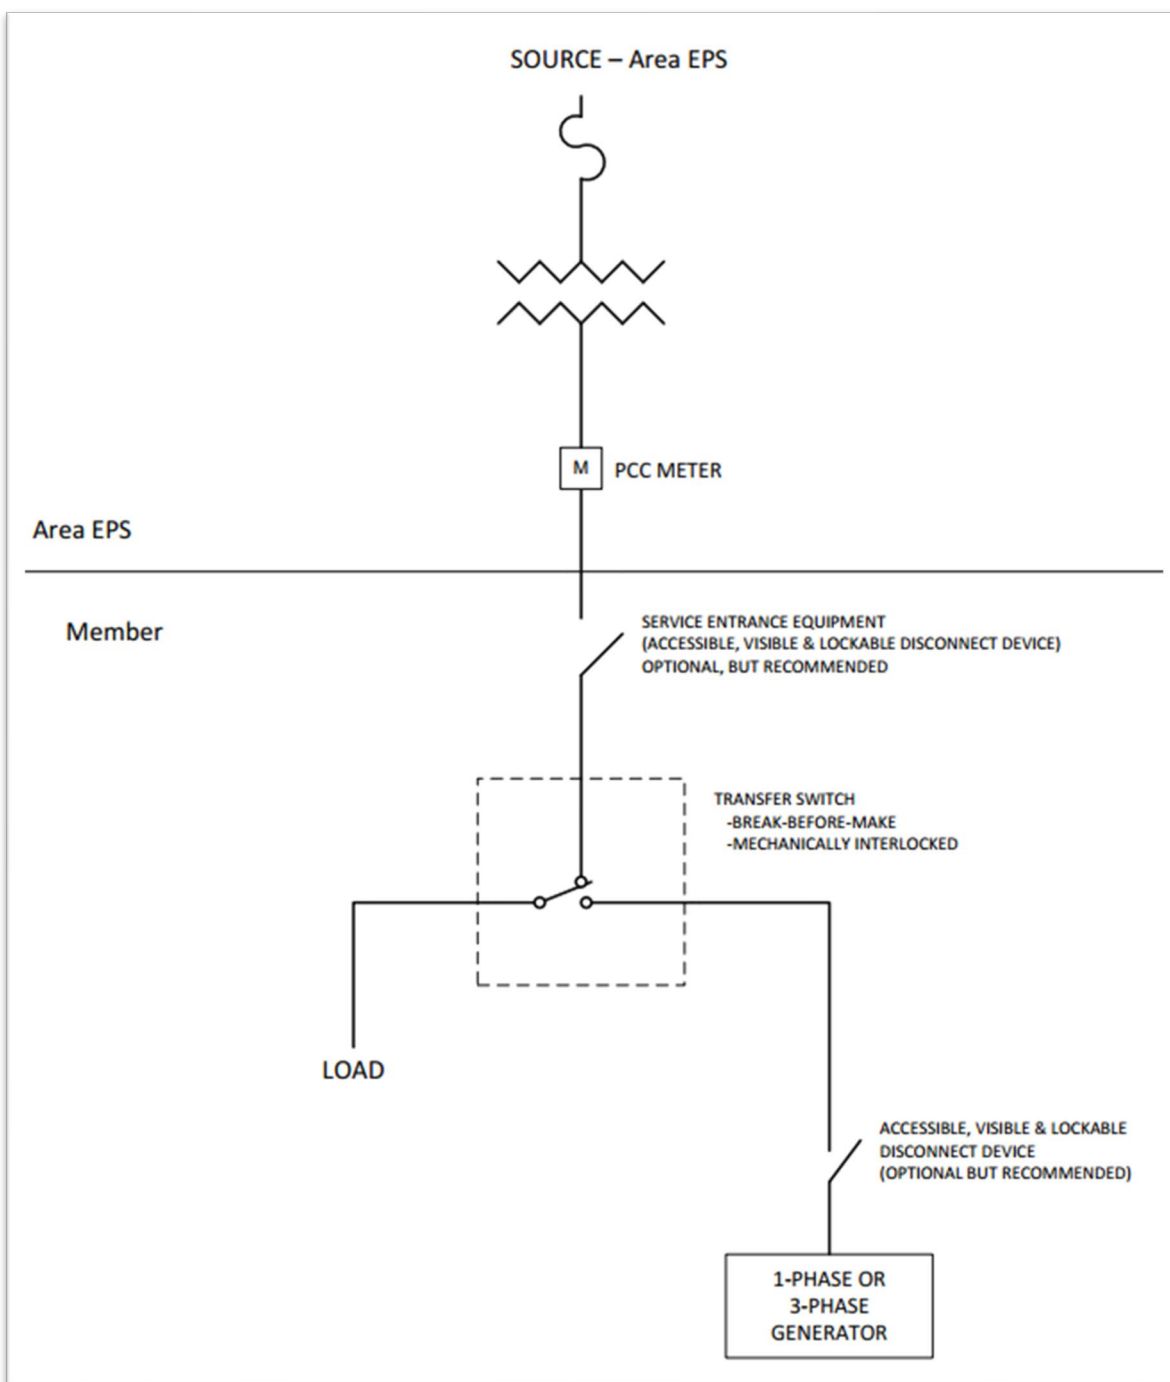 SOURCE – Area EPS
M
PCC METER
Area EPS
Member
SERVICE ENTRANCE EQUIPMENT
(ACCESSIBLE, VISIBLE & LOCKABLE DISCONNECT DEVICE)
OPTIONAL, BUT RECOMMENDED
TRANSFER SWITCH
-BREAK-BEFORE-MAKE
-MECHANICALLY INTERLOCKED
LOAD
ACCESSIBLE, VISIBLE & LOCKABLE
DISCONNECT DEVICE
(OPTIONAL BUT RECOMMENDED)
1-PHASE OR
3-PHASE
GENERATOR